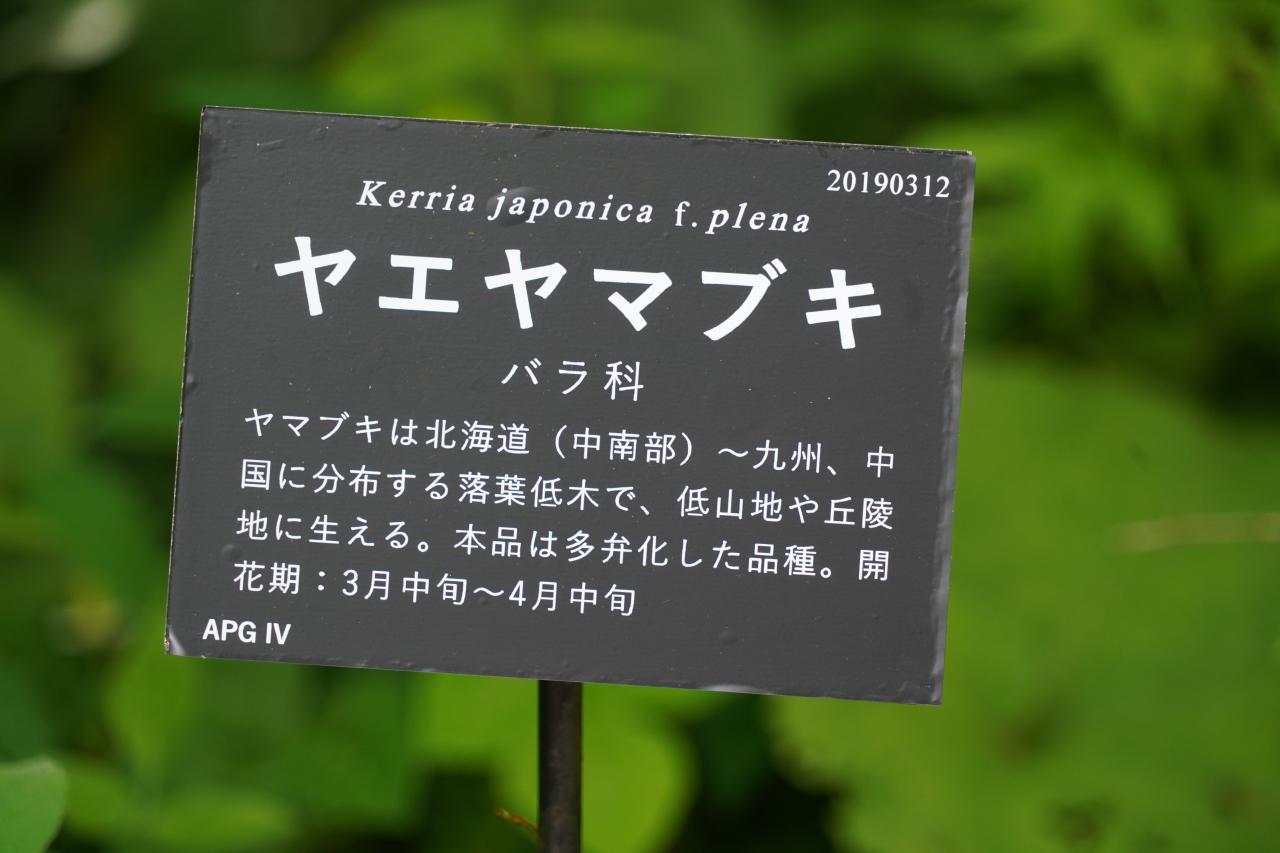 20190312
Kerria japonica f.plena
ヤエヤマブキ
バラ科
ヤマブキは北海道（中南部）～九州、中
国に分布する落葉低木で、低山地や丘陵
地に生える。本品は多弁化した品種。開
花期：3月中旬～4月中旬
APG IV